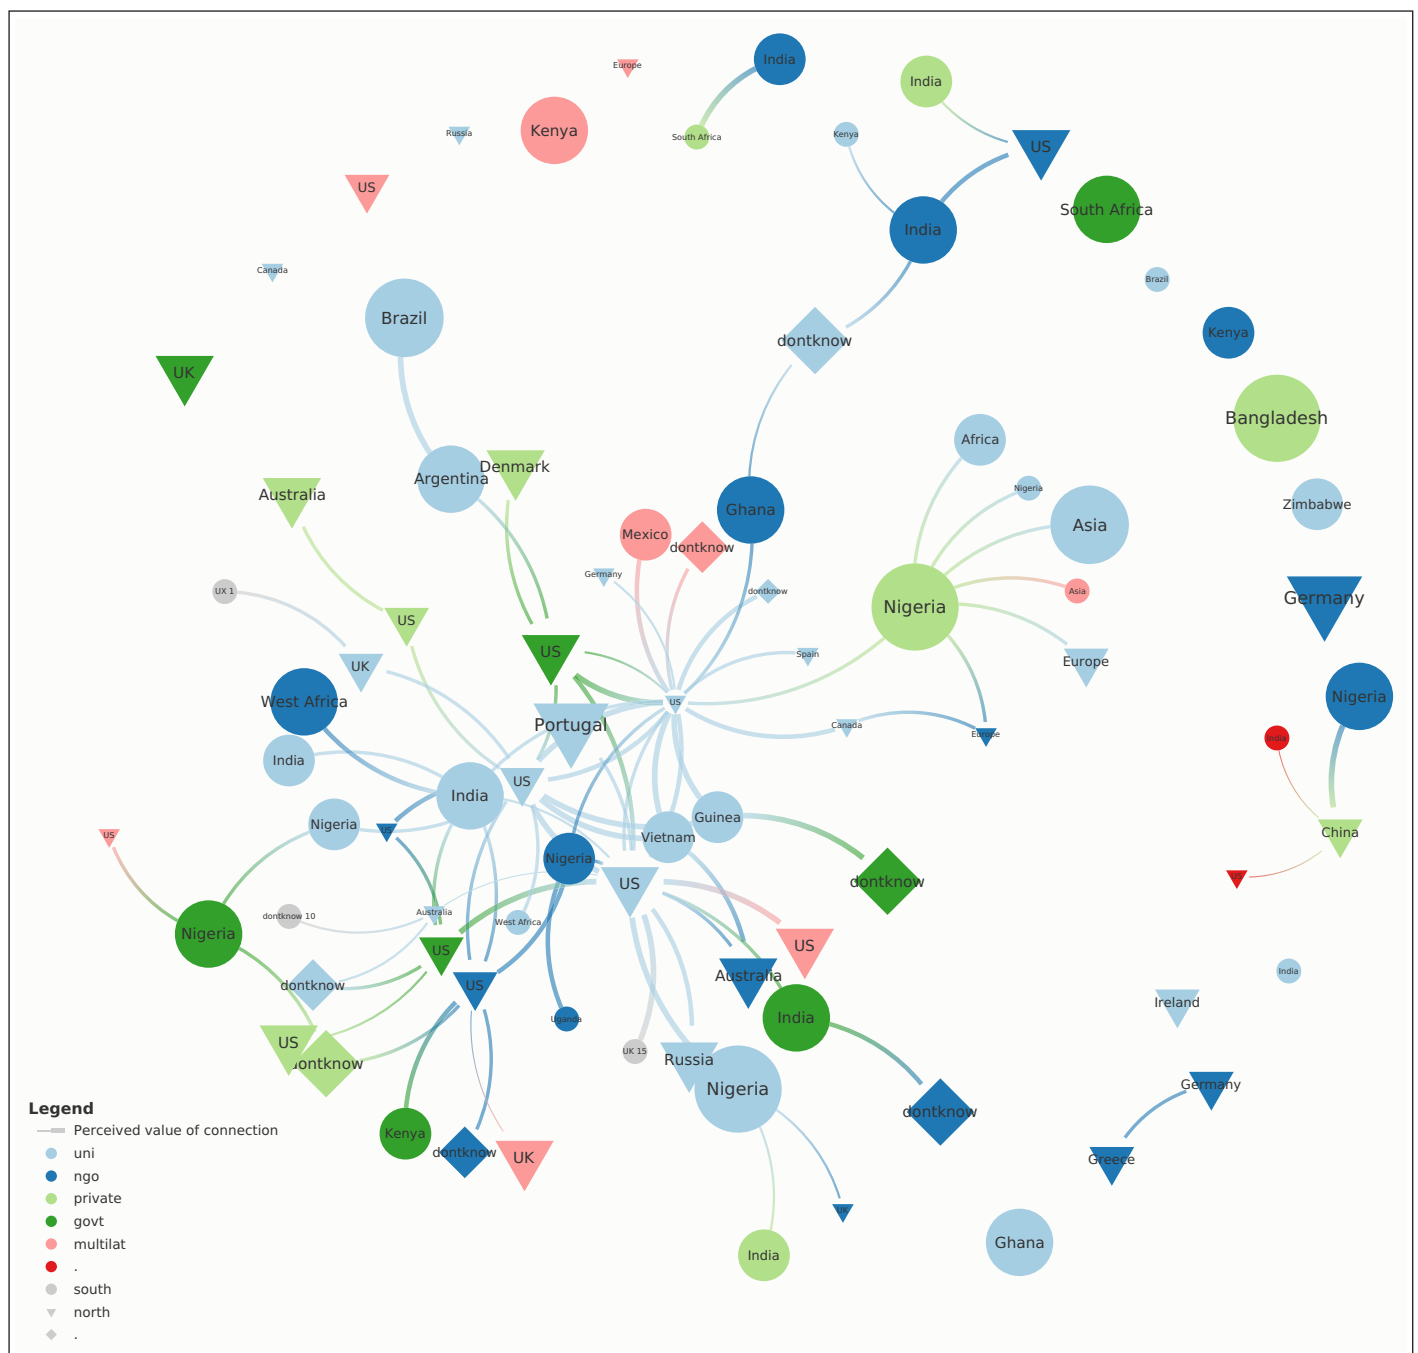 Europe
India
India
Russia
Kenya
South Africa
Kenya
US
US
South Africa
India
Canada
Brazil
Brazil
Kenya
dontknow
UK
Bangladesh
Africa
Denmark
Argentina
Nigeria
Australia
Zimbabwe
Ghana
Asia
Mexico
dontknow
Germany
dontknow
UX 1
Asia
Germany
Nigeria
US
US
Spain
Europe
UK
Nigeria
West Africa
US
Portugal
Canada
Europe
India
India
US
India
Guinea
Nigeria
US
China
US
Vietnam
Nigeria
US
US
dontknow
Australia
dontknow 10
West Africa
Nigeria
US
US
India
Australia
dontknow
US
Ireland
India
Uganda
US
UK 15
Russia
dontknow
Nigeria
Germany
dontknow
Kenya
dontknow
UK
Greece
UK
Ghana
India
Legend
Perceived value of connection
uni
ngo
private
govt
multilat
.
south
north
.